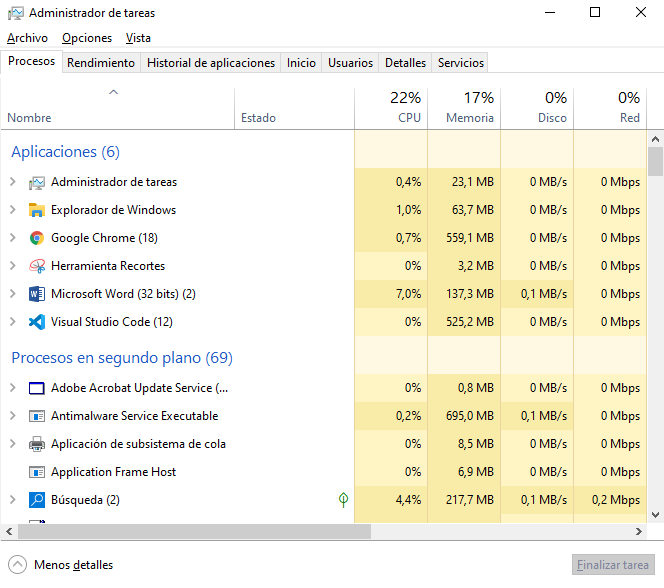 Administrador de tareas
Archivo Opciones Vista
Procesos Rendimiento Historial de aplicaciones Inicio Usuarios Detalles Servicios
22% 17% 0% 0%
Nombre Estado CPU Memoria Disco Red
Aplicaciones (6)
Administrador de tareas 0,4% 23,1 MB 0 MB/s 0 Mbps
Explorador de Windows 1,0% 63,7 MB 0 MB/s 0 Mbps
Google Chrome (18) 0,7% 559,1 MB 0 MB/s 0 Mbps
Herramienta Recortes 0% 3,2 MB 0 MB/s 0 Mbps
Microsoft Word (32 bits) (2) 7,0% 137,3 MB 0,1 MB/s 0 Mbps
Visual Studio Code (12) 0% 525,2 MB 0 MB/s 0 Mbps
Procesos en segundo plano (69)
Adobe Acrobat Update Service (... 0% 0,8 MB 0 MB/s 0 Mbps
Antimalware Service Executable 0,2% 695,0 MB 0,1 MB/s 0 Mbps
Aplicación de subsistema de cola 0% 8,5 MB 0 MB/s 0 Mbps
Application Frame Host 0% 6,9 MB 0 MB/s 0 Mbps
Búsqueda (2) 4,4% 217,7 MB 0,1 MB/s 0,2 Mbps
Menos detalles Finalizar tarea